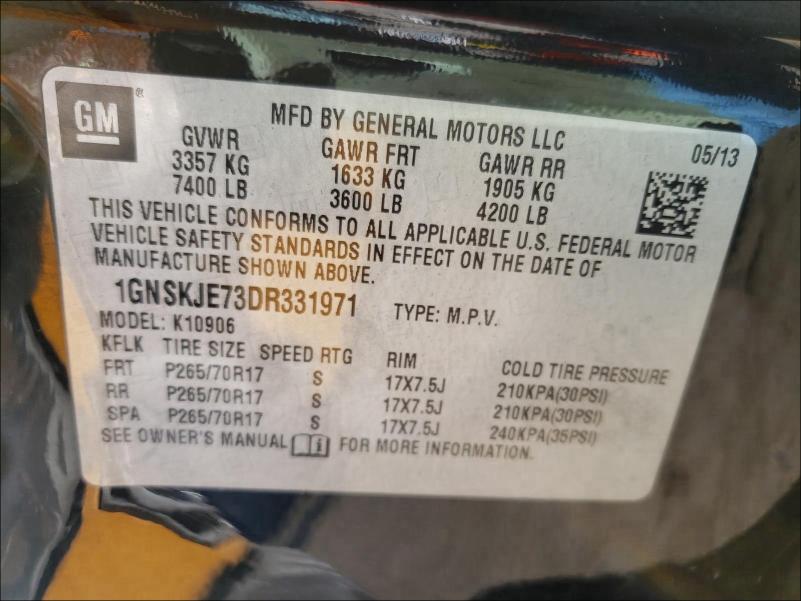 GM®
MFD BY GENERAL MOTORS LLC
05/13
GVWR GAWR FRT GAWR RR
3357 KG 1633 KG 1905 KG
7400 LB 3600 LB 4200 LB
THIS VEHICLE CONFORMS TO ALL APPLICABLE U.S. FEDERAL MOTOR
VEHICLE SAFETY STANDARDS IN EFFECT ON THE DATE OF
MANUFACTURE SHOWN ABOVE.
1GNSKJE73DR331971 TYPE: M.P.V.
MODEL: K10906
KFLK TIRE SIZE SPEED RTG RIM COLD TIRE PRESSURE
FRT P265/70R17 S 17X7.5J 210KPA(30PSI)
RR P265/70R17 S 17X7.5J 210KPA(30PSI)
SPA P265/70R17 S 17X7.5J 240KPA(35PSI)
SEE OWNER'S MANUAL i FOR MORE INFORMATION.